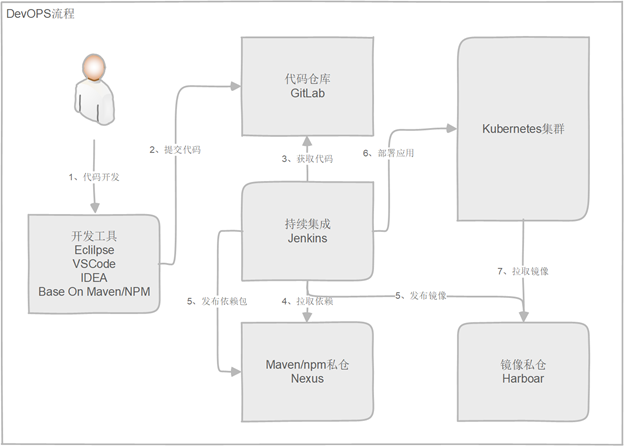 DevOPS流程
代码仓库
GitLab
Kubernetes集群
2、提交代码
3、获取代码
6、部署应用
1、代码开发
开发工具
Eclilpse
VSCode
IDEA
Base On Maven/NPM
持续集成
Jenkins
7、拉取镜像
5、发布依赖包
4、拉取依赖
5、发布镜像
Maven/npm私仓
Nexus
镜像私仓
Harboar